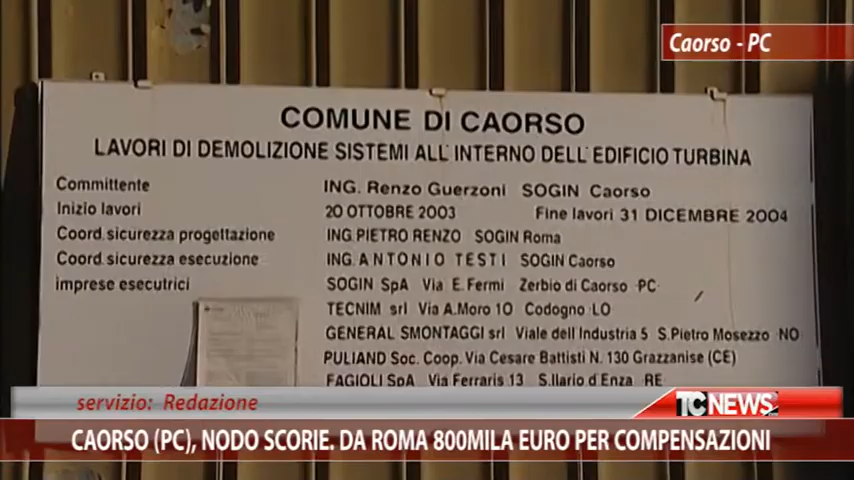 Caorso - PC
COMUNE DI CAORSO
LAVORI DI DEMOLIZIONE SISTEMI ALL'INTERNO DELL'EDIFICIO TURBINA
Committente ING. Renzo Guerzoni SOGIN Caorso
Inizio lavori 20 OTTOBRE 2003 Fine lavori 31 DICEMBRE 2004
Coord. sicurezza progettazione ING. PIETRO RENZO SOGIN Roma
Coord. sicurezza esecuzione ING. ANTONIO TESTI SOGIN Caorso
imprese esecutrici SOGIN SpA Via E. Fermi Zerbio di Caorso - PC
TECNIM srl Via A.Moro 10 Codogno - LO
GENERAL SMONTAGGI srl Viale dell'Industria 5 S.Pietro Mosezzo - NO
PULIAND Soc. Coop. Via Cesare Battisti N. 130 Grazzanise (CE)
FAGIOLI SpA Via Ferraris 13 S.Ilario d'Enza - RE
servizio: Redazione
TC NEWS
CAORSO (PC), NODO SCORIE. DA ROMA 800MILA EURO PER COMPENSAZIONI